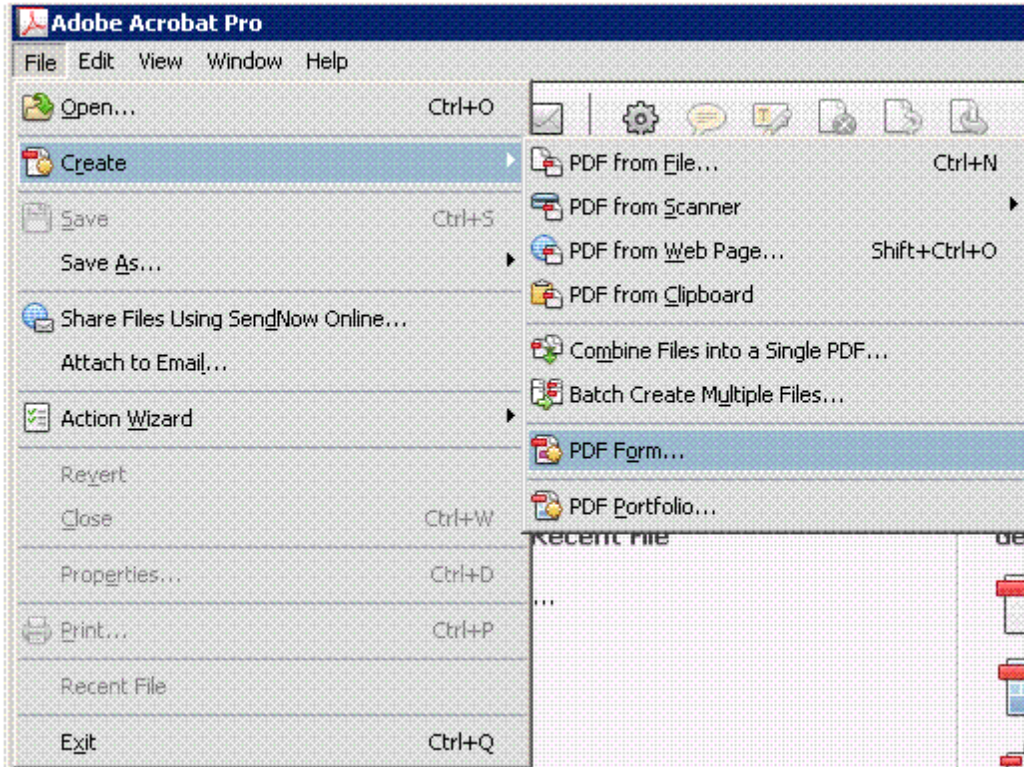 Adobe Acrobat Pro
File Edit View Window Help
Open... Ctrl+O
Create
Save Ctrl+S
Save As...
Share Files Using SendNow Online...
Attach to Email...
Action Wizard
Revert
Close Ctrl+W
Properties... Ctrl+D
Print... Ctrl+P
Recent File
Exit Ctrl+Q
PDF from File... Ctrl+N
PDF from Scanner
PDF from Web Page... Shift+Ctrl+O
PDF from Clipboard
Combine Files into a Single PDF...
Batch Create Multiple Files...
PDF Form...
PDF Portfolio...
Recent File
...